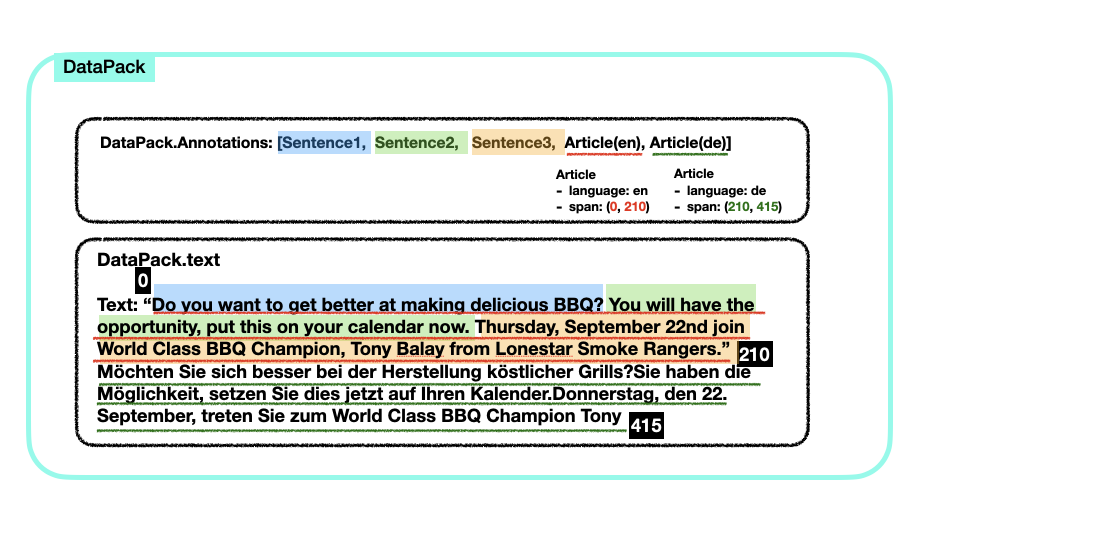 DataPack
DataPack.Annotations: [Sentence1, Sentence2, Sentence3, Article(en), Article(de)]
Article
- language: en
- span: (0, 210)
Article
- language: de
- span: (210, 415)
DataPack.text
0
Text: “Do you want to get better at making delicious BBQ? You will have the
opportunity, put this on your calendar now. Thursday, September 22nd join
World Class BBQ Champion, Tony Balay from Lonestar Smoke Rangers.”
210
Möchten Sie sich besser bei der Herstellung köstlicher Grills?Sie haben die
Möglichkeit, setzen Sie dies jetzt auf Ihren Kalender.Donnerstag, den 22.
September, treten Sie zum World Class BBQ Champion Tony
415